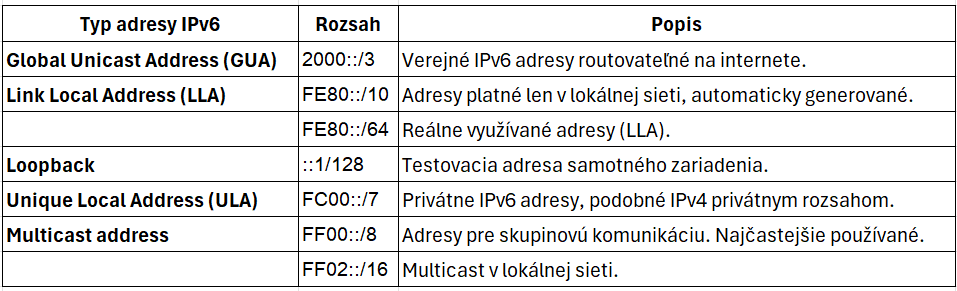 Typ adresy IPv6 Rozsah Popis
Global Unicast Address (GUA) 2000::/3 Verejné IPv6 adresy routovateľné na internete.
Link Local Address (LLA) FE80::/10 Adresy platné len v lokálnej sieti, automaticky generované.
FE80::/64 Reálne využívané adresy (LLA).
Loopback ::1/128 Testovacia adresa samotného zariadenia.
Unique Local Address (ULA) FC00::/7 Privátne IPv6 adresy, podobné IPv4 privátnym rozsahom.
Multicast address FF00::/8 Adresy pre skupinovú komunikáciu. Najčastejšie používané.
FF02::/16 Multicast v lokálnej sieti.